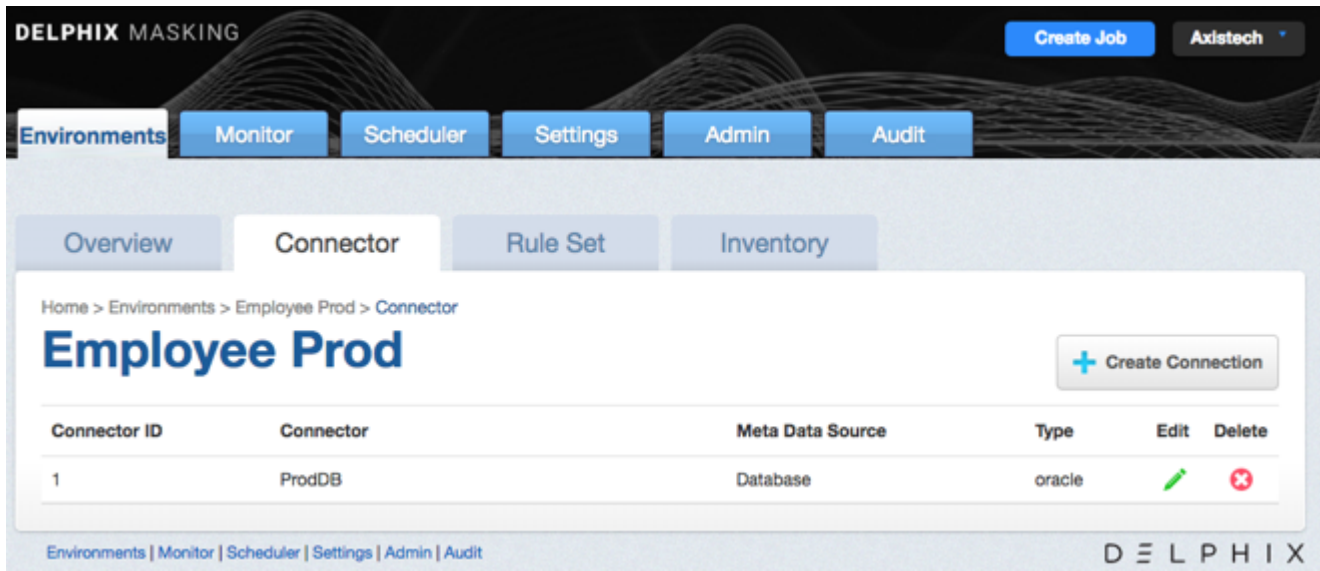 DELPHIX MASKING
Create Job
Axistech
Environments Monitor Scheduler Settings Admin Audit
Overview Connector Rule Set Inventory
Home > Environments > Employee Prod > Connector
Employee Prod
Create Connection
Connector ID Connector Meta Data Source Type Edit Delete
1 ProdDB Database oracle
Environments | Monitor | Scheduler | Settings | Admin | Audit
DELPHIX